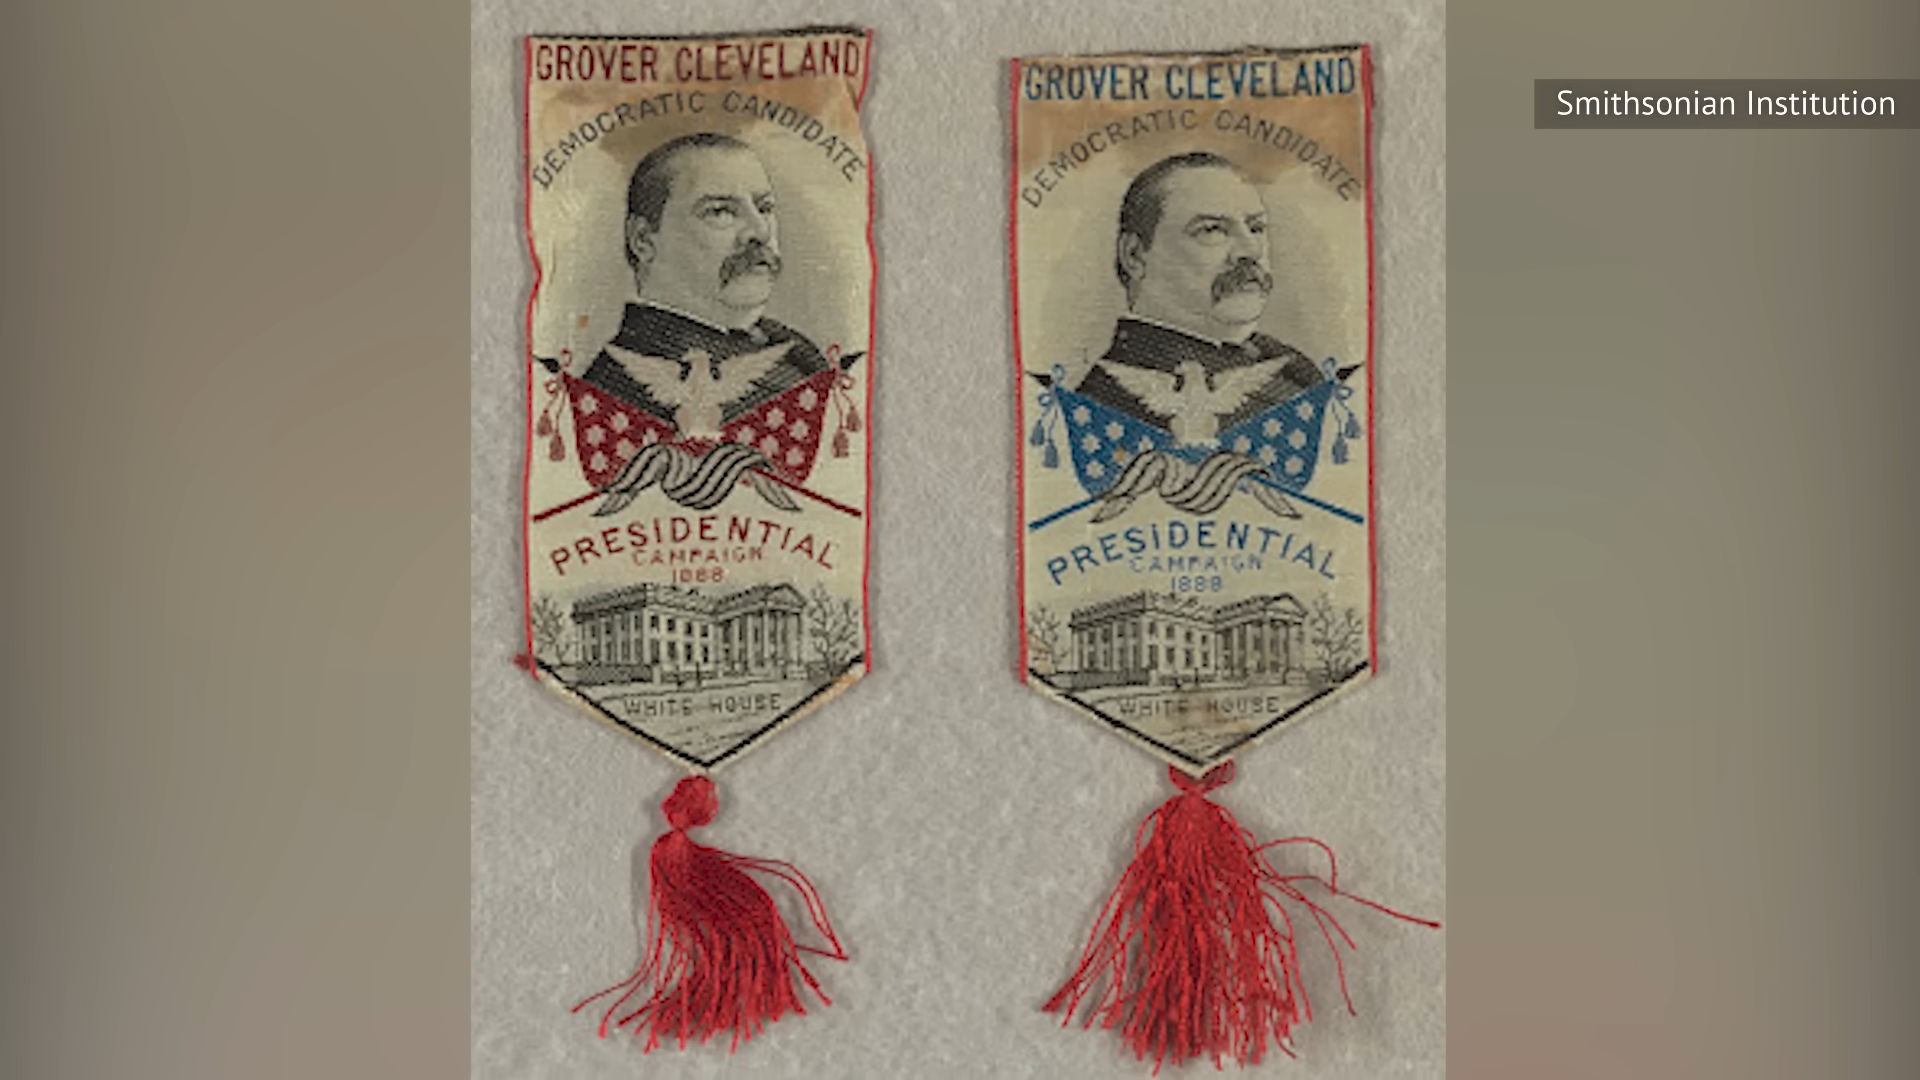 GROVER CLEVELAND
DEMOCRATIC CANDIDATE
PRESIDENTIAL
CAMPAIGN
1888
WHITE HOUSE
GROVER CLEVELAND
DEMOCRATIC CANDIDATE
PRESIDENTIAL
CAMPAIGN
1888
WHITE HOUSE
Smithsonian Institution